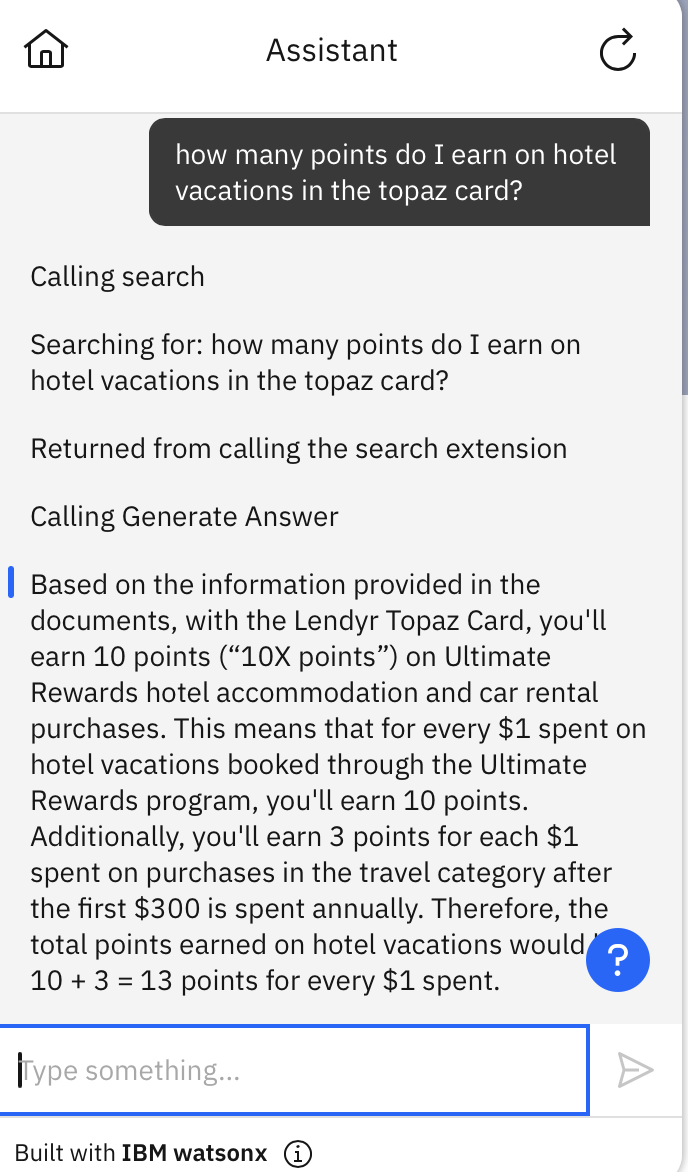 Assistant
how many points do I earn on hotel
vacations in the topaz card?
Calling search
Searching for: how many points do I earn on
hotel vacations in the topaz card?
Returned from calling the search extension
Calling Generate Answer
Based on the information provided in the
documents, with the Lendyr Topaz Card, you'll
earn 10 points (“10X points”) on Ultimate
Rewards hotel accommodation and car rental
purchases. This means that for every $1 spent on
hotel vacations booked through the Ultimate
Rewards program, you'll earn 10 points.
Additionally, you'll earn 3 points for each $1
spent on purchases in the travel category after
the first $300 is spent annually. Therefore, the
total points earned on hotel vacations would
10 + 3 = 13 points for every $1 spent.
?
Type something...
Built with IBM watsonx